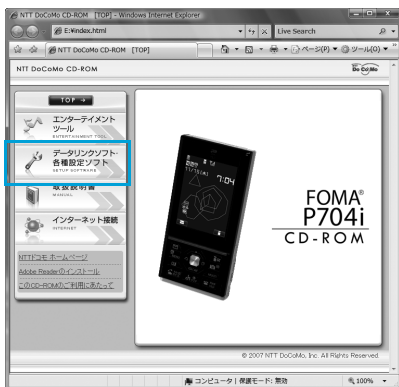 NTT DoCoMo CD-ROM [TOP] - Windows Internet Explorer
E:¥index.html
Live Search
NTT DoCoMo CD-ROM [TOP]
ページ(P)
ツール(O)
NTT DoCoMo CD-ROM
DoCoMo
TOP
エンターテイメント
ツール
ENTERTAINMENT TOOL
データリンクソフト・
各種設定ソフト
SETUP SOFTWARE
取扱説明書
MANUAL
インターネット接続
INTERNET
NTTドコモ ホームページ
Adobe Readerのインストール
このCD-ROMのご利用にあたって
7:04
FOMA®
P704i
CD-ROM
© 2007 NTT DoCoMo, Inc. All Rights Reserved.
コンピュータ | 保護モード: 無効
100%